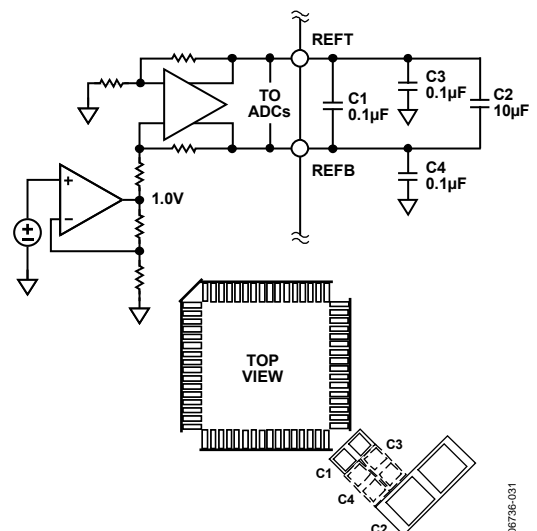 REFT
TO
ADCs
C1
0.1µF
C3
0.1µF
C2
10µF
REFB
C4
0.1µF
+
–
1.0V
±
TOP
VIEW
C3
C1
C4
C2
06736-031